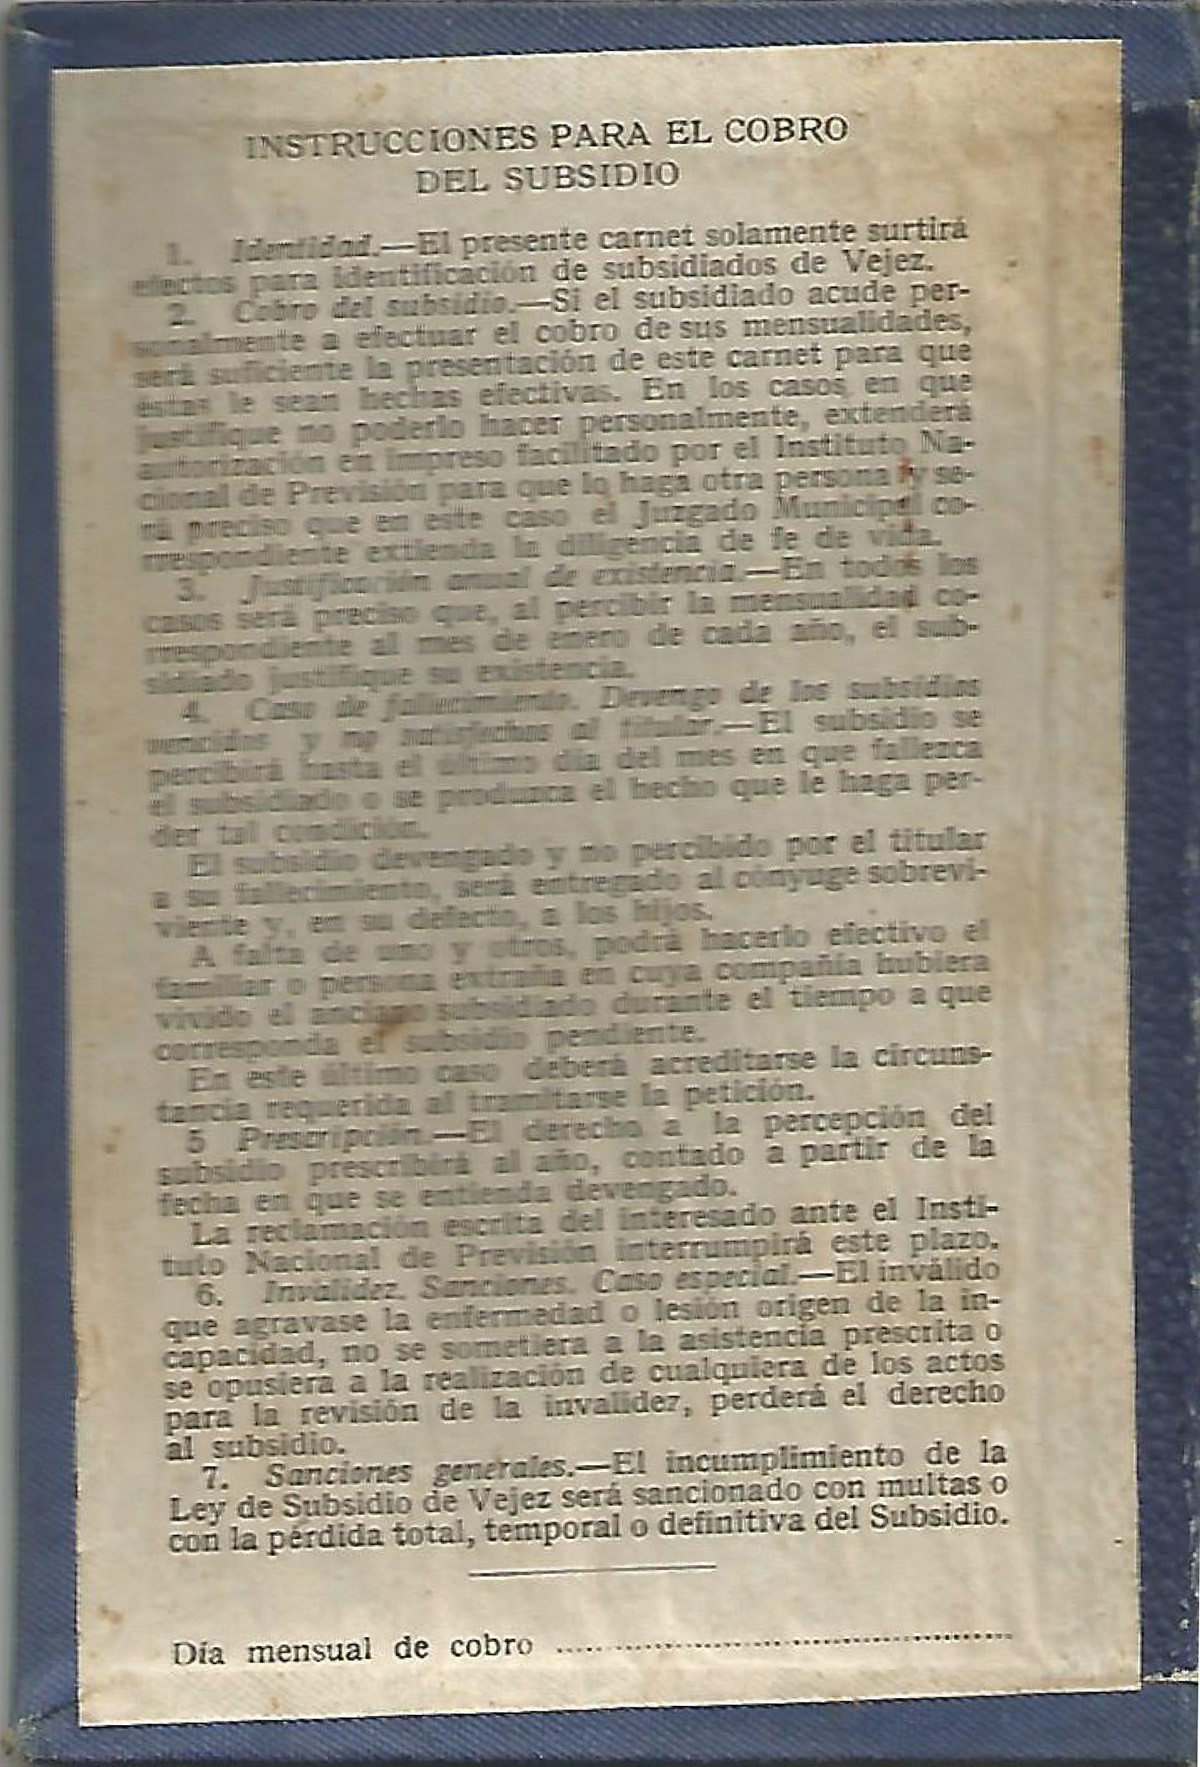 INSTRUCCIONES PARA EL COBRO
DEL SUBSIDIO
1. Identidad.—El presente carnet solamente surtirá
efectos para identificación de subsidiados de Vejez.
2. Cobro del subsidio.—Si el subsidiado acude per-
sonalmente a efectuar el cobro de sus mensualidades,
será suficiente la presentación de este carnet para que
éstas le sean hechas efectivas. En los casos en que
justifique no poderlo hacer personalmente, extenderá
autorización en impreso facilitado por el Instituto Na-
cional de Previsión para que lo haga otra persona y se-
rá preciso que en este caso el Juzgado Municipal co-
rrespondiente extienda la diligencia de fe de vida.
3. Justificación anual de existencia.—En todos los
casos será preciso que, al percibir la mensualidad co-
rrespondiente al mes de enero de cada año, el sub-
sidiado justifique su existencia.
4. Caso de fallecimiento. Devengo de los subsidios
vencidos y no satisfechos al titular.—El subsidio se
percibirá hasta el último día del mes en que fallezca
el subsidiado o se produzca el hecho que le haga per-
der tal condición.
El subsidio devengado y no percibido por el titular
a su fallecimiento, será entregado al cónyuge sobrevi-
viente y, en su defecto, a los hijos.
A falta de uno y otros, podrá hacerlo efectivo el
familiar o persona extraña en cuya compañía hubiera
vivido el anciano subsidiado durante el tiempo a que
corresponda el subsidio pendiente.
En este último caso deberá acreditarse la circuns-
tancia requerida al tramitarse la petición.
5 Prescripción.—El derecho a la percepción del
subsidio prescribirá al año, contado a partir de la
fecha en que se entienda devengado.
La reclamación escrita del interesado ante el Insti-
tuto Nacional de Previsión interrumpirá este plazo.
6. Invalidez. Sanciones. Caso especial.—El inválido
que agravase la enfermedad o lesión origen de la in-
capacidad, no se sometiera a la asistencia prescrita o
se opusiera a la realización de cualquiera de los actos
para la revisión de la invalidez, perderá el derecho
al subsidio.
7. Sanciones generales.—El incumplimiento de la
Ley de Subsidio de Vejez será sancionado con multas o
con la pérdida total, temporal o definitiva del Subsidio.
Día mensual de cobro ..........................................